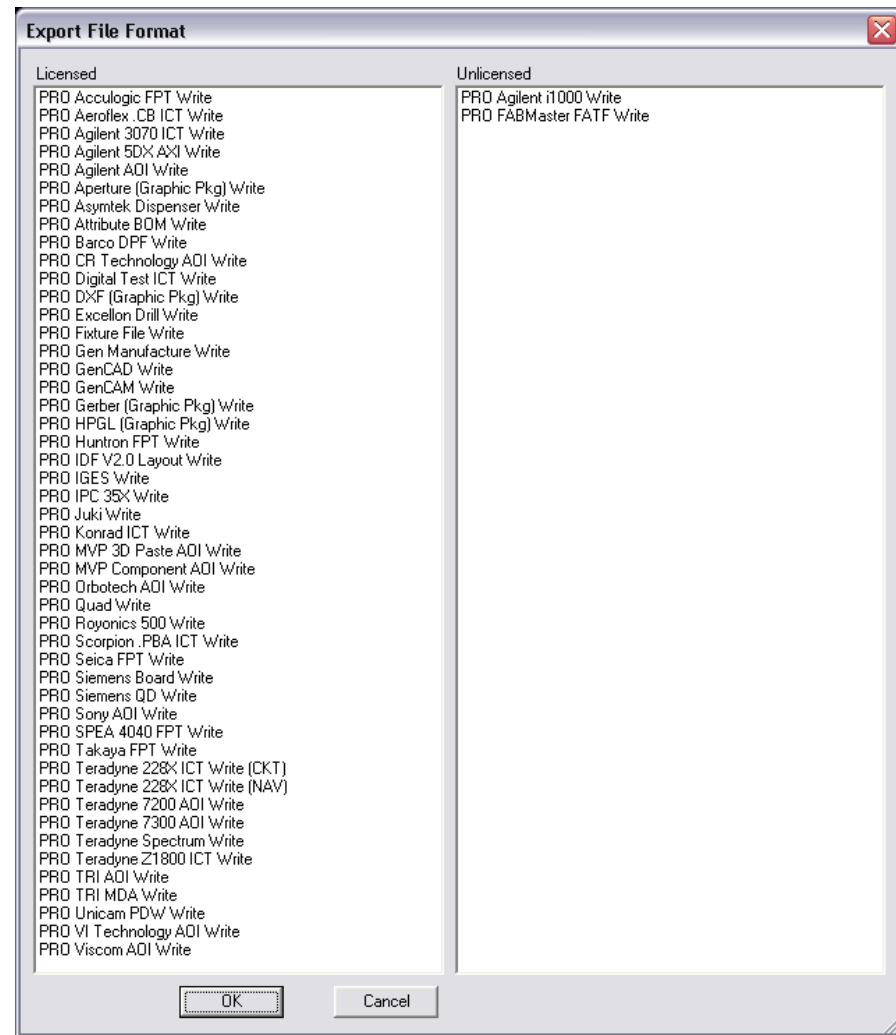 Export File Format
Licensed
PRO Acculogic FPT Write
PRO Aeroflex .CB ICT Write
PRO Agilent 3070 ICT Write
PRO Agilent 5DX AXI Write
PRO Agilent AOI Write
PRO Aperture (Graphic Pkg) Write
PRO Asymtek Dispenser Write
PRO Attribute BOM Write
PRO Barco DPF Write
PRO CR Technology AOI Write
PRO Digital Test ICT Write
PRO DXF (Graphic Pkg) Write
PRO Excellon Drill Write
PRO Fixture File Write
PRO Gen Manufacture Write
PRO GenCAD Write
PRO GenCAM Write
PRO Gerber (Graphic Pkg) Write
PRO HPGL (Graphic Pkg) Write
PRO Huntron FPT Write
PRO IDF V2.0 Layout Write
PRO IGES Write
PRO IPC 35X Write
PRO Juki Write
PRO Konrad ICT Write
PRO MVP 3D Paste AOI Write
PRO MVP Component AOI Write
PRO Orbotech AOI Write
PRO Quad Write
PRO Royonics 500 Write
PRO Scorpion .PBA ICT Write
PRO Seica FPT Write
PRO Siemens Board Write
PRO Siemens QD Write
PRO Sony AOI Write
PRO SPEA 4040 FPT Write
PRO Takaya FPT Write
PRO Teradyne 228X ICT Write (CKT)
PRO Teradyne 228X ICT Write (NAV)
PRO Teradyne 7200 AOI Write
PRO Teradyne 7300 AOI Write
PRO Teradyne Spectrum Write
PRO Teradyne Z1800 ICT Write
PRO TRI AOI Write
PRO TRI MDA Write
PRO Unicam PDW Write
PRO VI Technology AOI Write
PRO Viscom AOI Write
Unlicensed
PRO Agilent i1000 Write
PRO FABMaster FATF Write
OK
Cancel